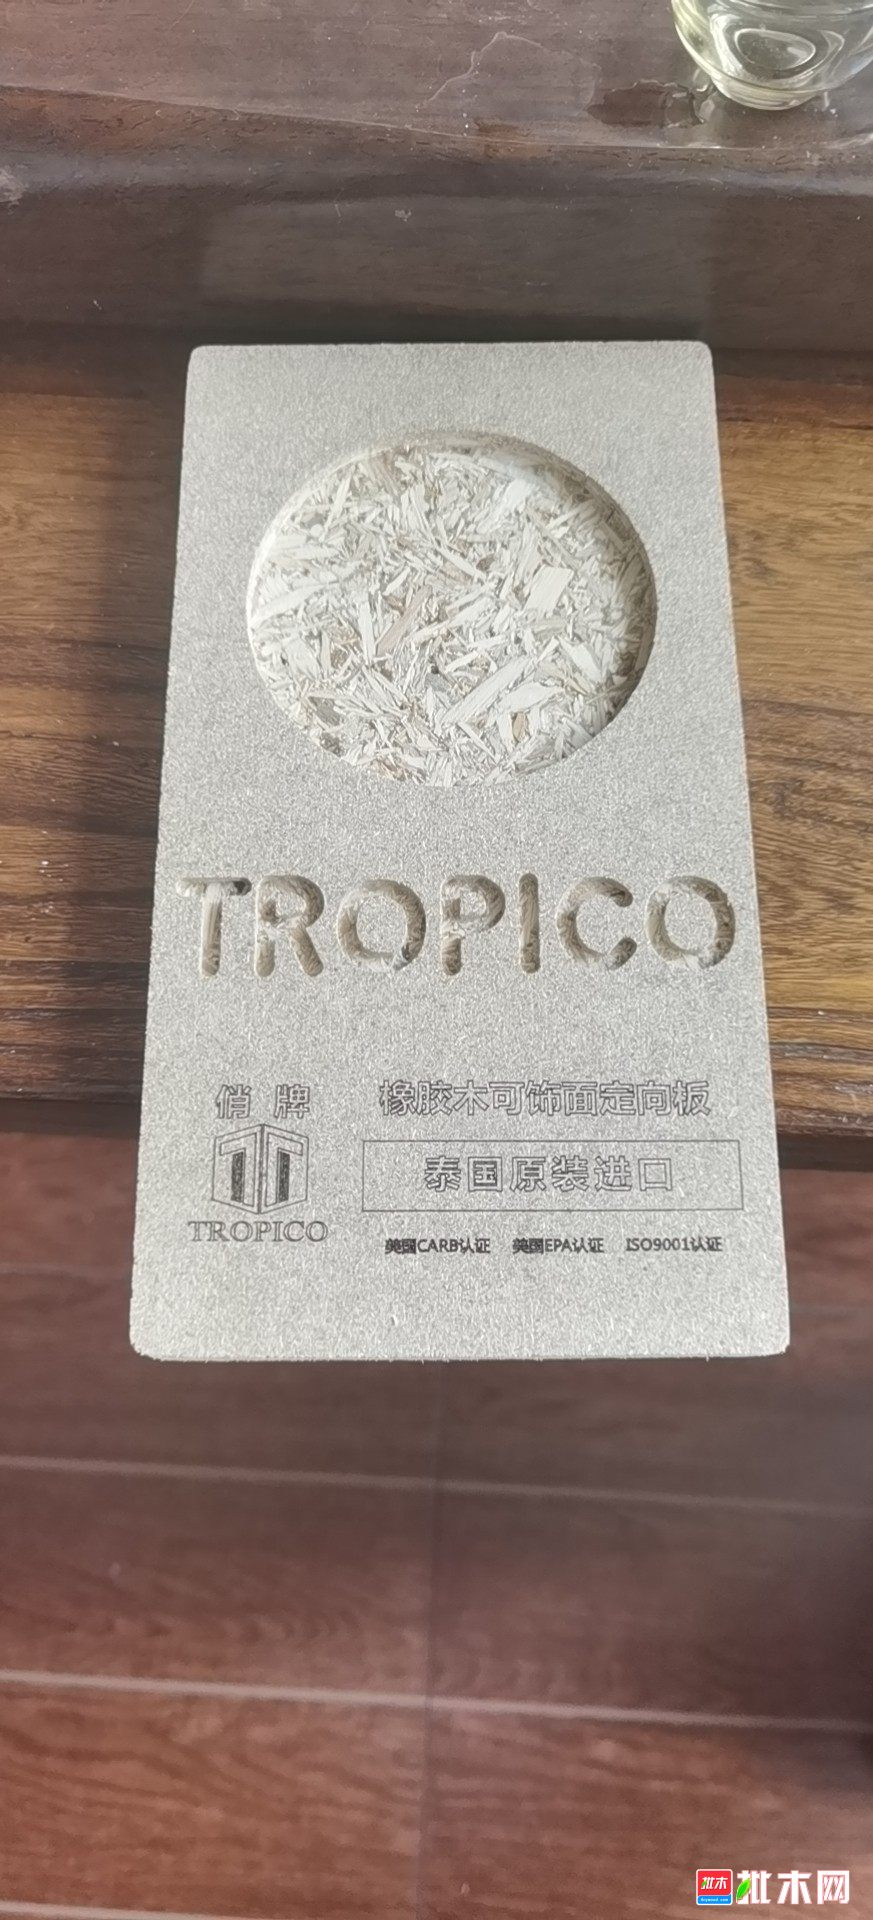 TROPICO
俏牌
TROPICO
橡胶木可饰面定向板
泰国原装进口
美国CARB认证 美国EPA认证 ISO9001认证
批木
批木网